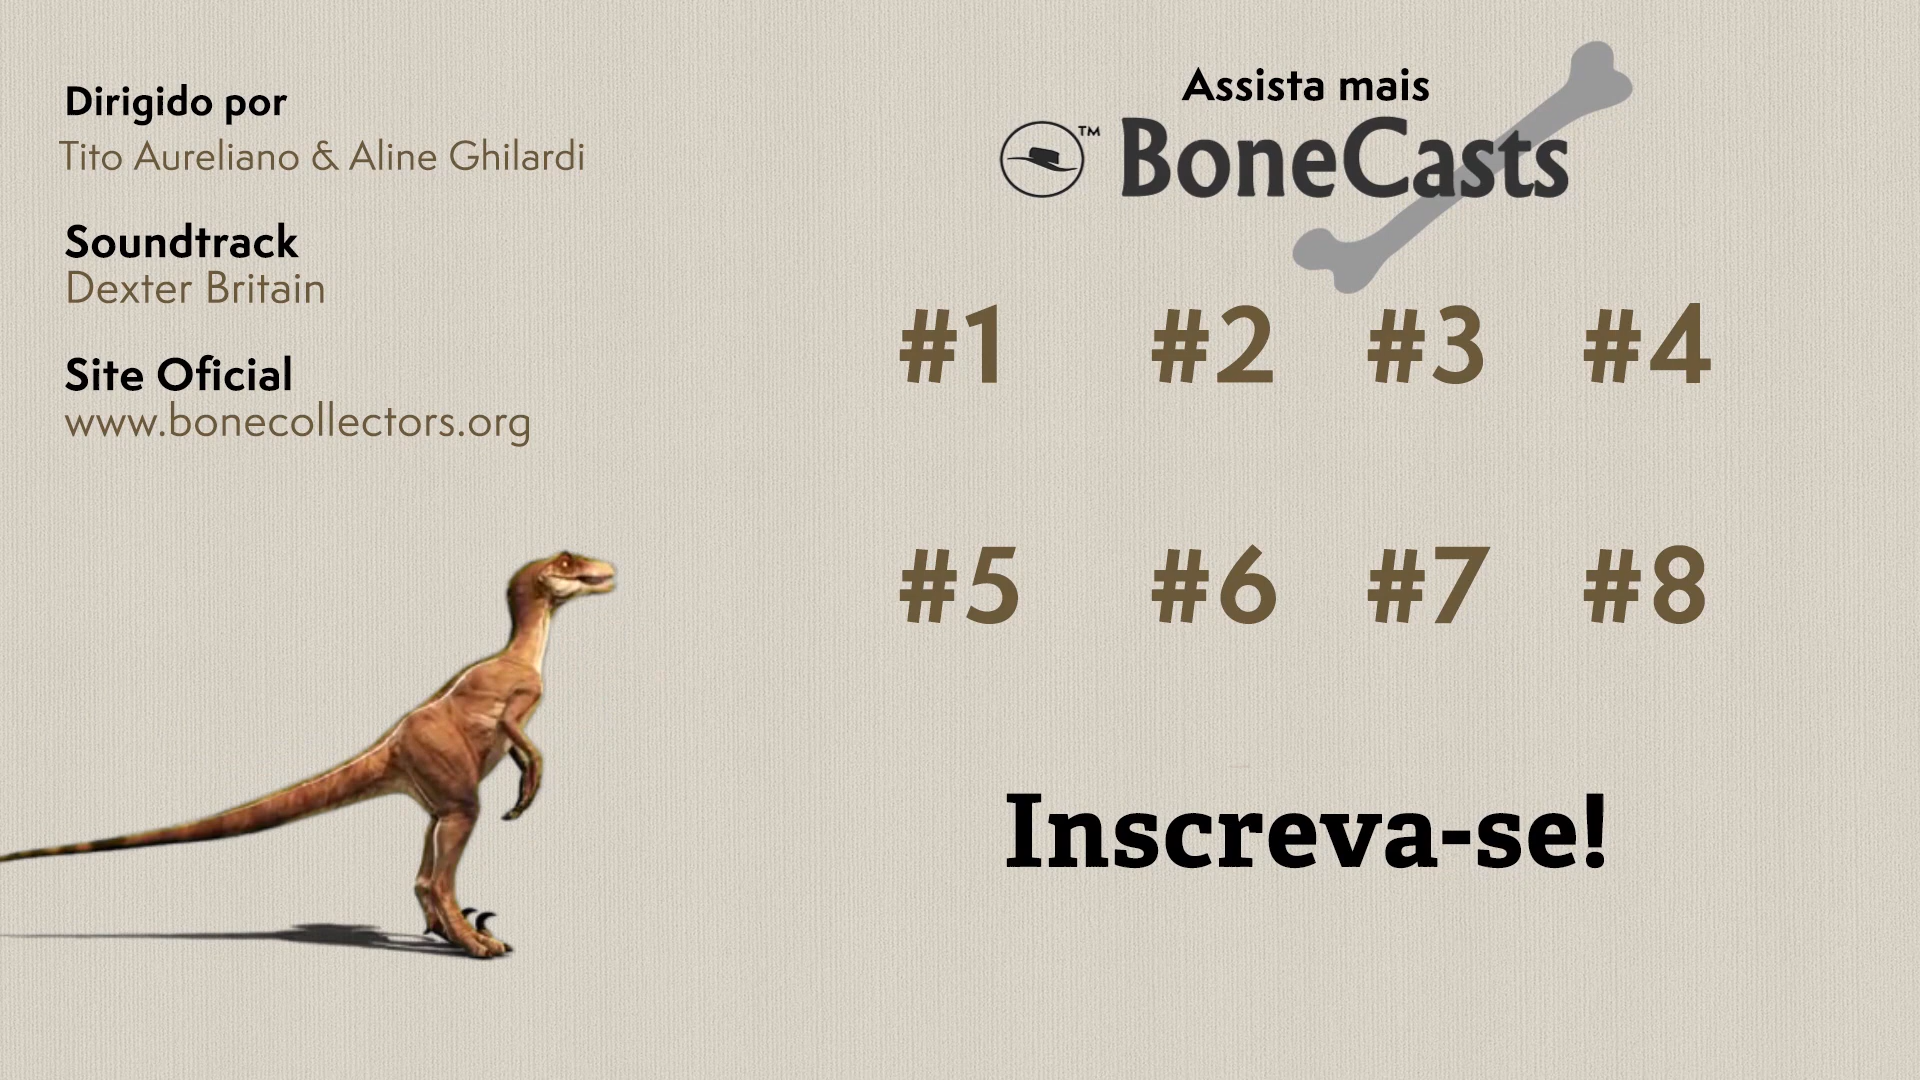 Dirigido por
Tito Aureliano & Aline Ghilardi
Soundtrack
Dexter Britain
Site Oficial
www.bonecollectors.org
Assista mais
™ BoneCasts
#1 #2 #3 #4
#5 #6 #7 #8
Inscreva-se!